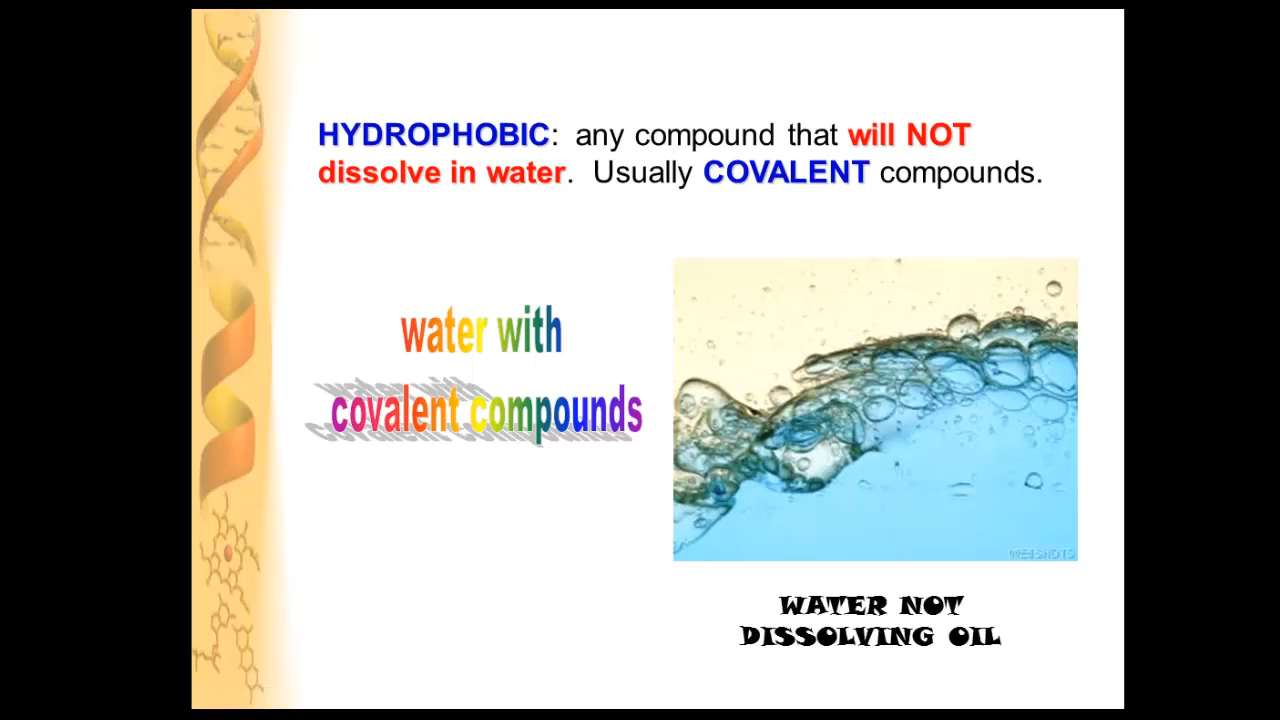 HYDROPHOBIC: any compound that will NOT
dissolve in water. Usually COVALENT compounds.
water with
covalent compounds
WEBSHOTS
WATER NOT
DISSOLVING OIL